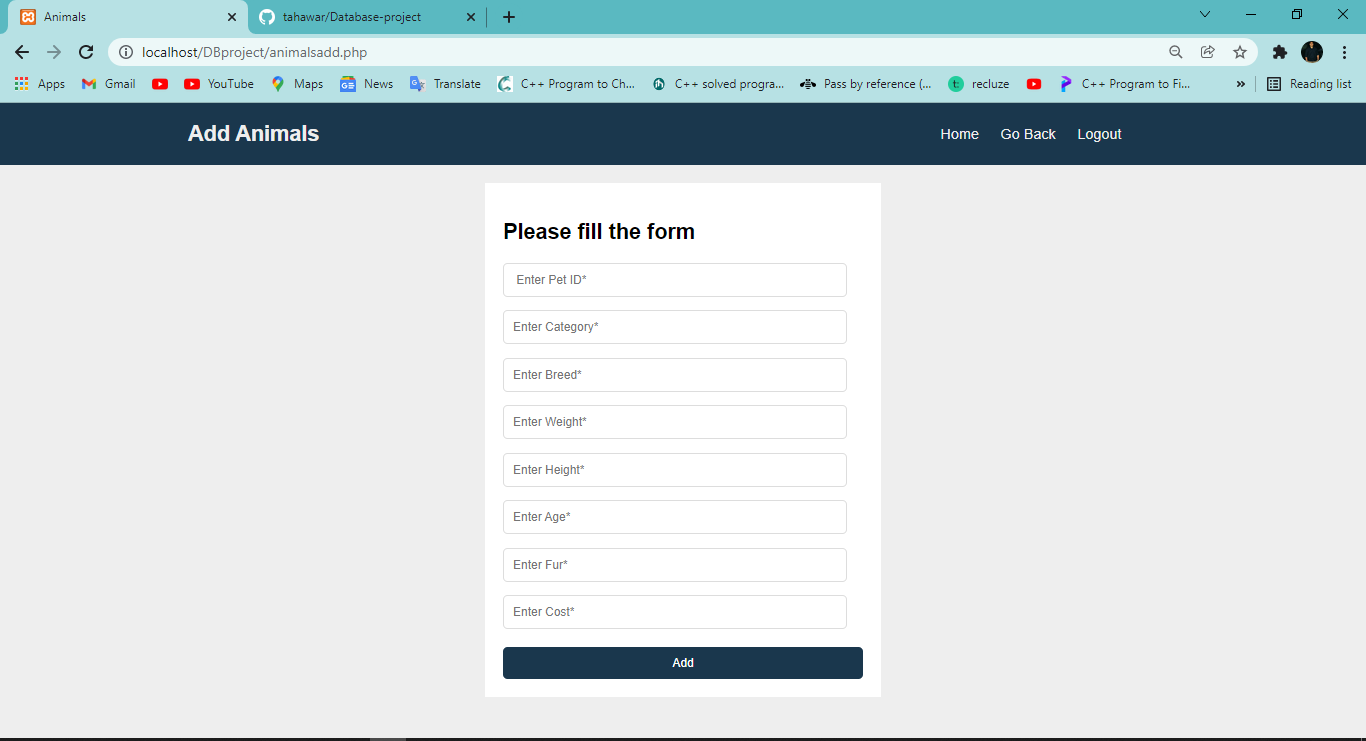 Animals
tahawar/Database-project
localhost/DBproject/animalsadd.php
Apps Gmail YouTube Maps News Translate C++ Program to Ch... C++ solved progra... Pass by reference (... recluze C++ Program to Fi... » Reading list
Add Animals
Home Go Back Logout
Please fill the form
Enter Pet ID*
Enter Category*
Enter Breed*
Enter Weight*
Enter Height*
Enter Age*
Enter Fur*
Enter Cost*
Add